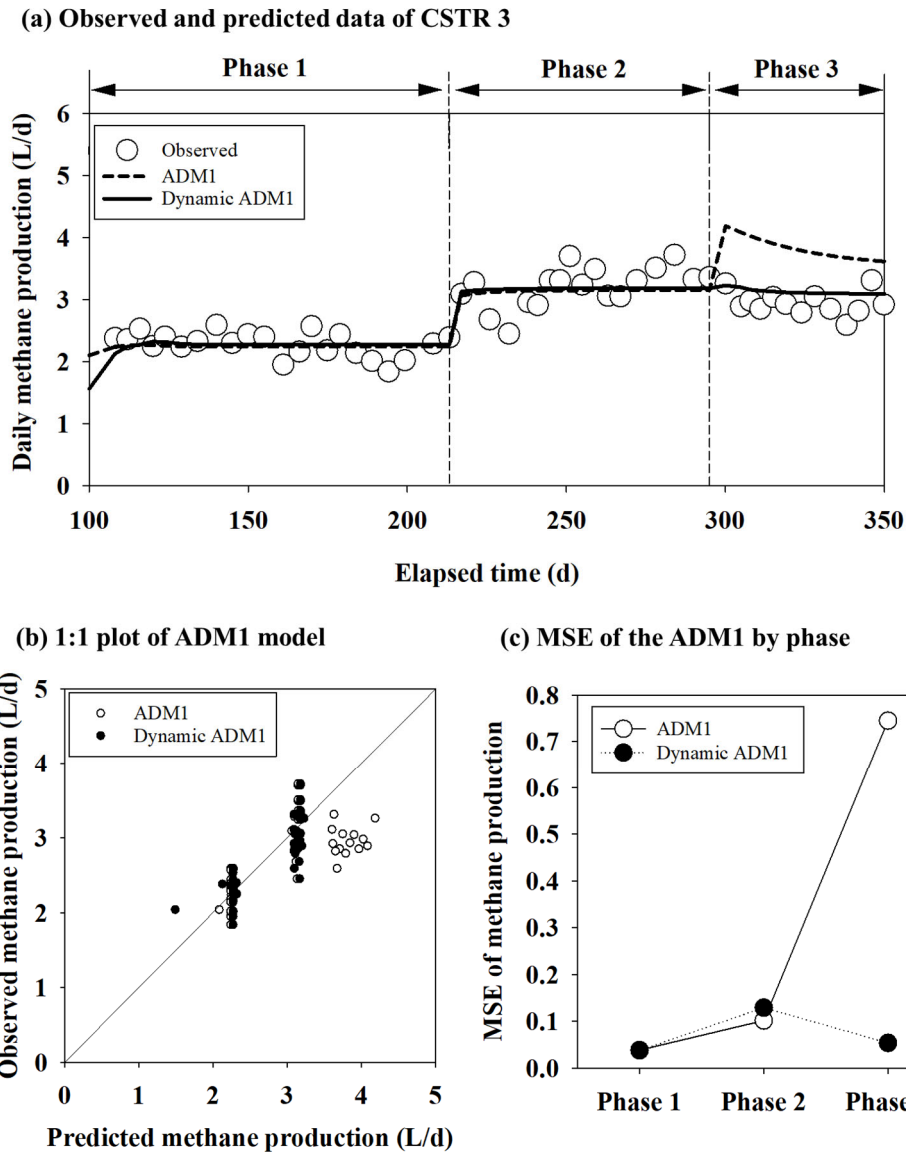 (a) Observed and predicted data of CSTR 3
Phase 1 Phase 2 Phase 3
Daily methane production (L/d)
6
5
4
3
2
1
0
Observed
ADM1
Dynamic ADM1
100 150 200 250 300 350
Elapsed time (d)
(b) 1:1 plot of ADM1 model
Observed methane production (L/d)
5
4
3
2
1
0
ADM1
Dynamic ADM1
0 1 2 3 4 5
Predicted methane production (L/d)
(c) MSE of the ADM1 by phase
MSE of methane production
0.8
0.7
0.6
0.5
0.4
0.3
0.2
0.1
0.0
ADM1
Dynamic ADM1
Phase 1 Phase 2 Phase